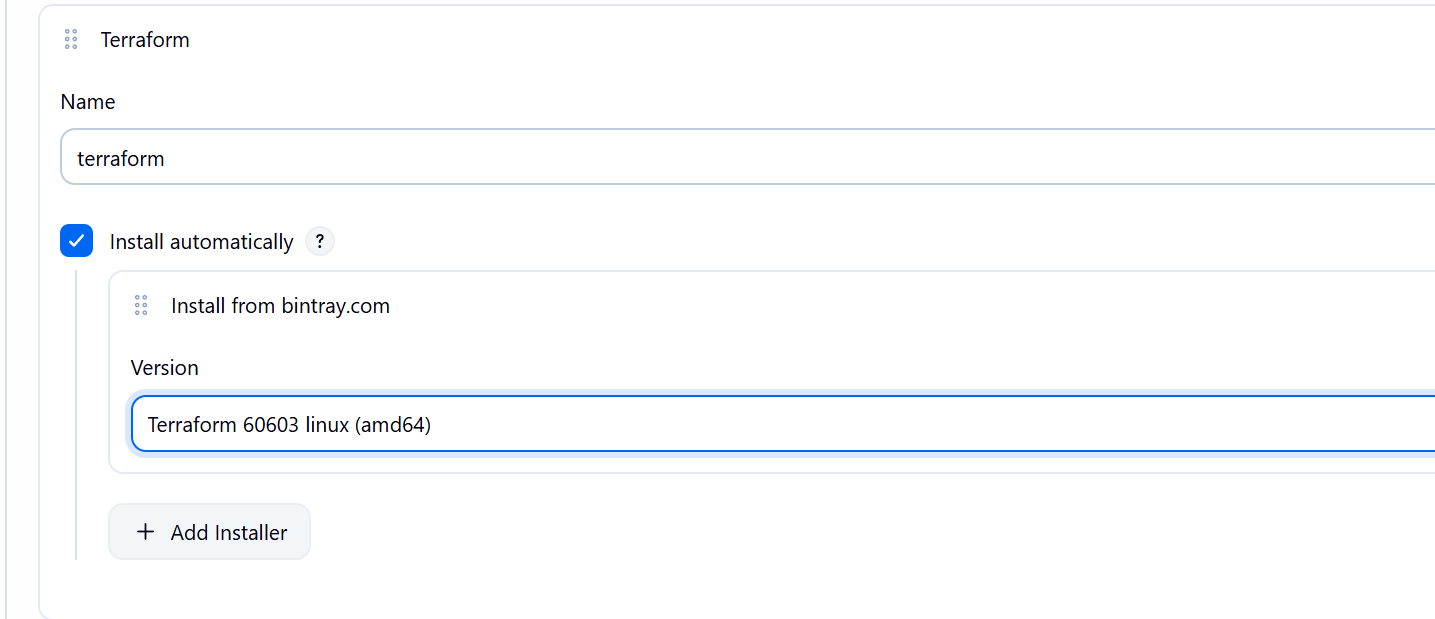 Terraform
Name
terraform
Install automatically ?
Install from bintray.com
Version
Terraform 60603 linux (amd64)
+ Add Installer